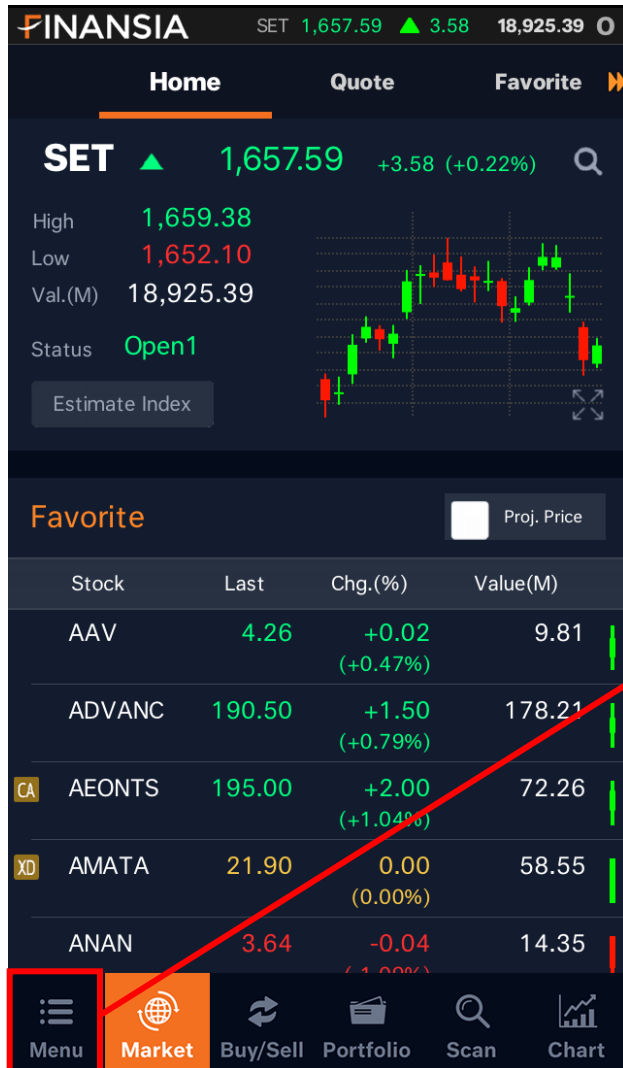 FINANSIA SET 1,657.59 ▲ 3.58 18,925.39 O
Home Quote Favorite
SET ▲ 1,657.59 +3.58 (+0.22%)
High 1,659.38
Low 1,652.10
Val.(M) 18,925.39
Status Open1
Estimate Index
Favorite Proj. Price
Stock Last Chg.(%) Value(M)
AAV 4.26 +0.02 9.81
(+0.47%)
ADVANC 190.50 +1.50 178.21
(+0.79%)
CA AEONTS 195.00 +2.00 72.26
(+1.04%)
XD AMATA 21.90 0.00 58.55
(0.00%)
ANAN 3.64 -0.04 14.35
Menu Market Buy/Sell Portfolio Scan Chart